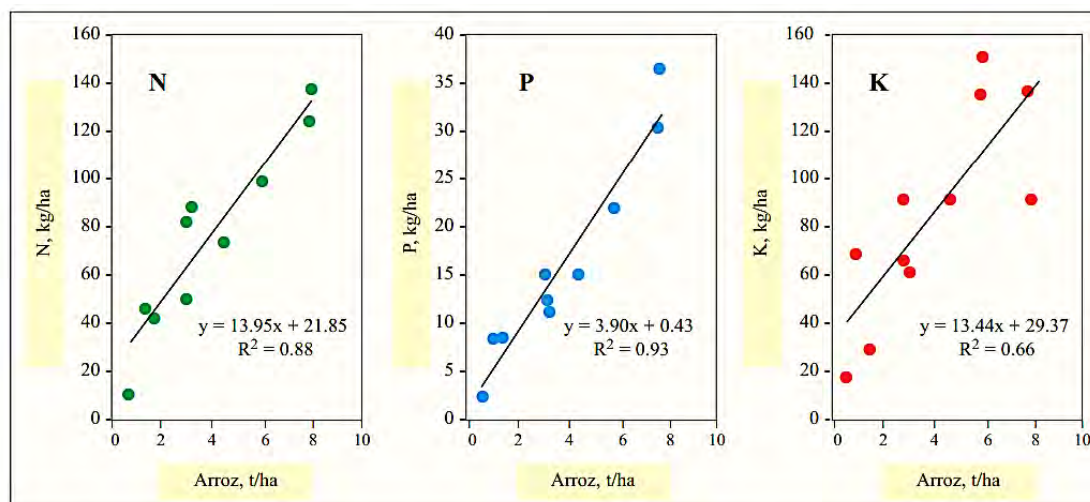 N
N, kg/ha
160
140
120
100
80
60
40
20
0
y = 13.95x + 21.85
R² = 0.88
0 2 4 6 8 10
Arroz, t/ha
P
P, kg/ha
40
35
30
25
20
15
10
5
0
y = 3.90x + 0.43
R² = 0.93
0 2 4 6 8 10
Arroz, t/ha
K
K, kg/ha
160
140
120
100
80
60
40
20
0
y = 13.44x + 29.37
R² = 0.66
0 2 4 6 8 10
Arroz, t/ha